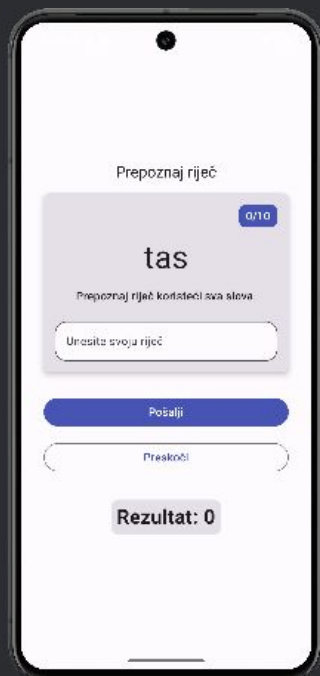 Prepoznaj riječ
0/10
tas
Prepoznaj riječ koristeći sva slova
Unesite svoju riječ
Pošalji
Preskoči
Rezultat: 0